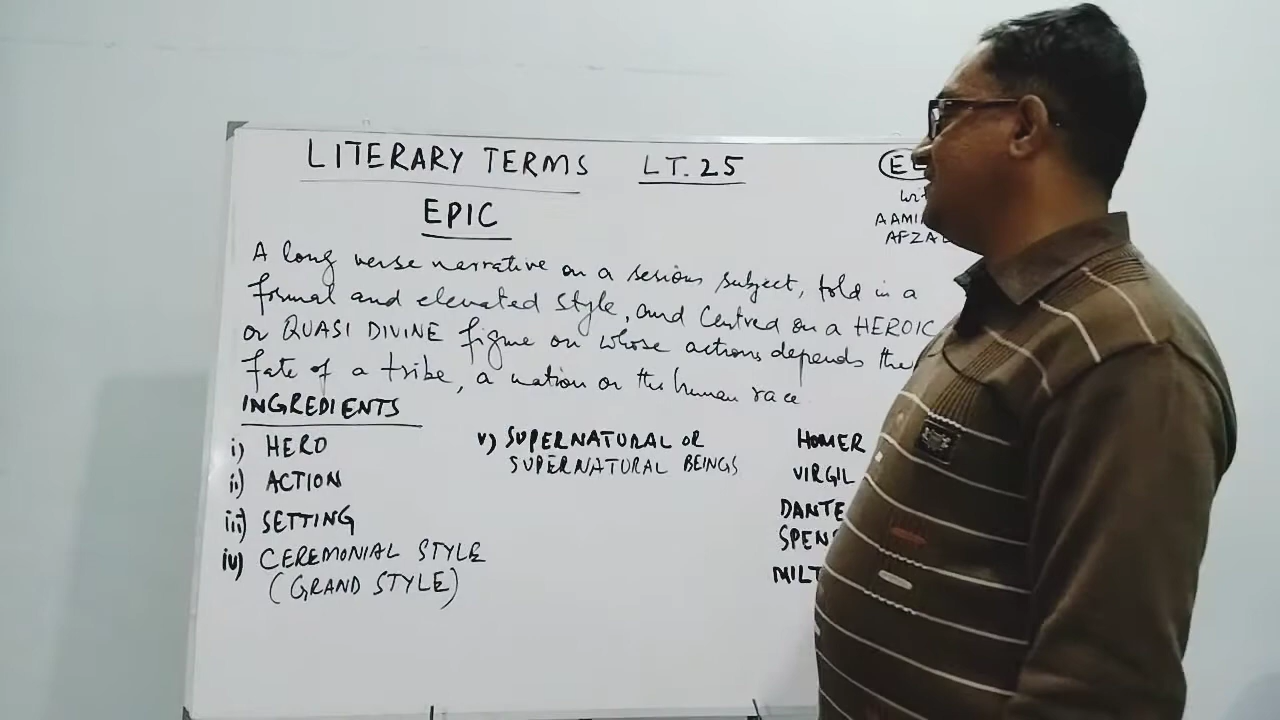 LITERARY TERMS LT. 25
EPIC
A long verse narrative on a serious subject, told in a
formal and elevated style, and Centred on a HEROIC
or QUASI DIVINE figure on whose actions depends the
fate of a tribe, a nation or the human race
INGREDIENTS
i) HERO
ii) ACTION
iii) SETTING
iv) CEREMONIAL STYLE
(GRAND STYLE)
v) SUPERNATURAL OR
SUPERNATURAL BEINGS
HOMER
VIRGIL
DANTE